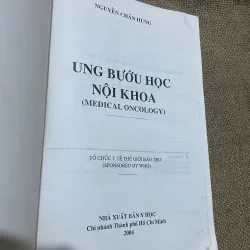 NGUYỄN CHẤN HÙNG
UNG BƯỚU HỌC
NỘI KHOA
(MEDICAL ONCOLOGY)
TỔ CHỨC Y TẾ THẾ GIỚI BẢO TRỢ
(SPONSORED BY WHO)
NHÀ XUẤT BẢN Y HỌC
Chi nhánh Thành phố Hồ Chí Minh
2004